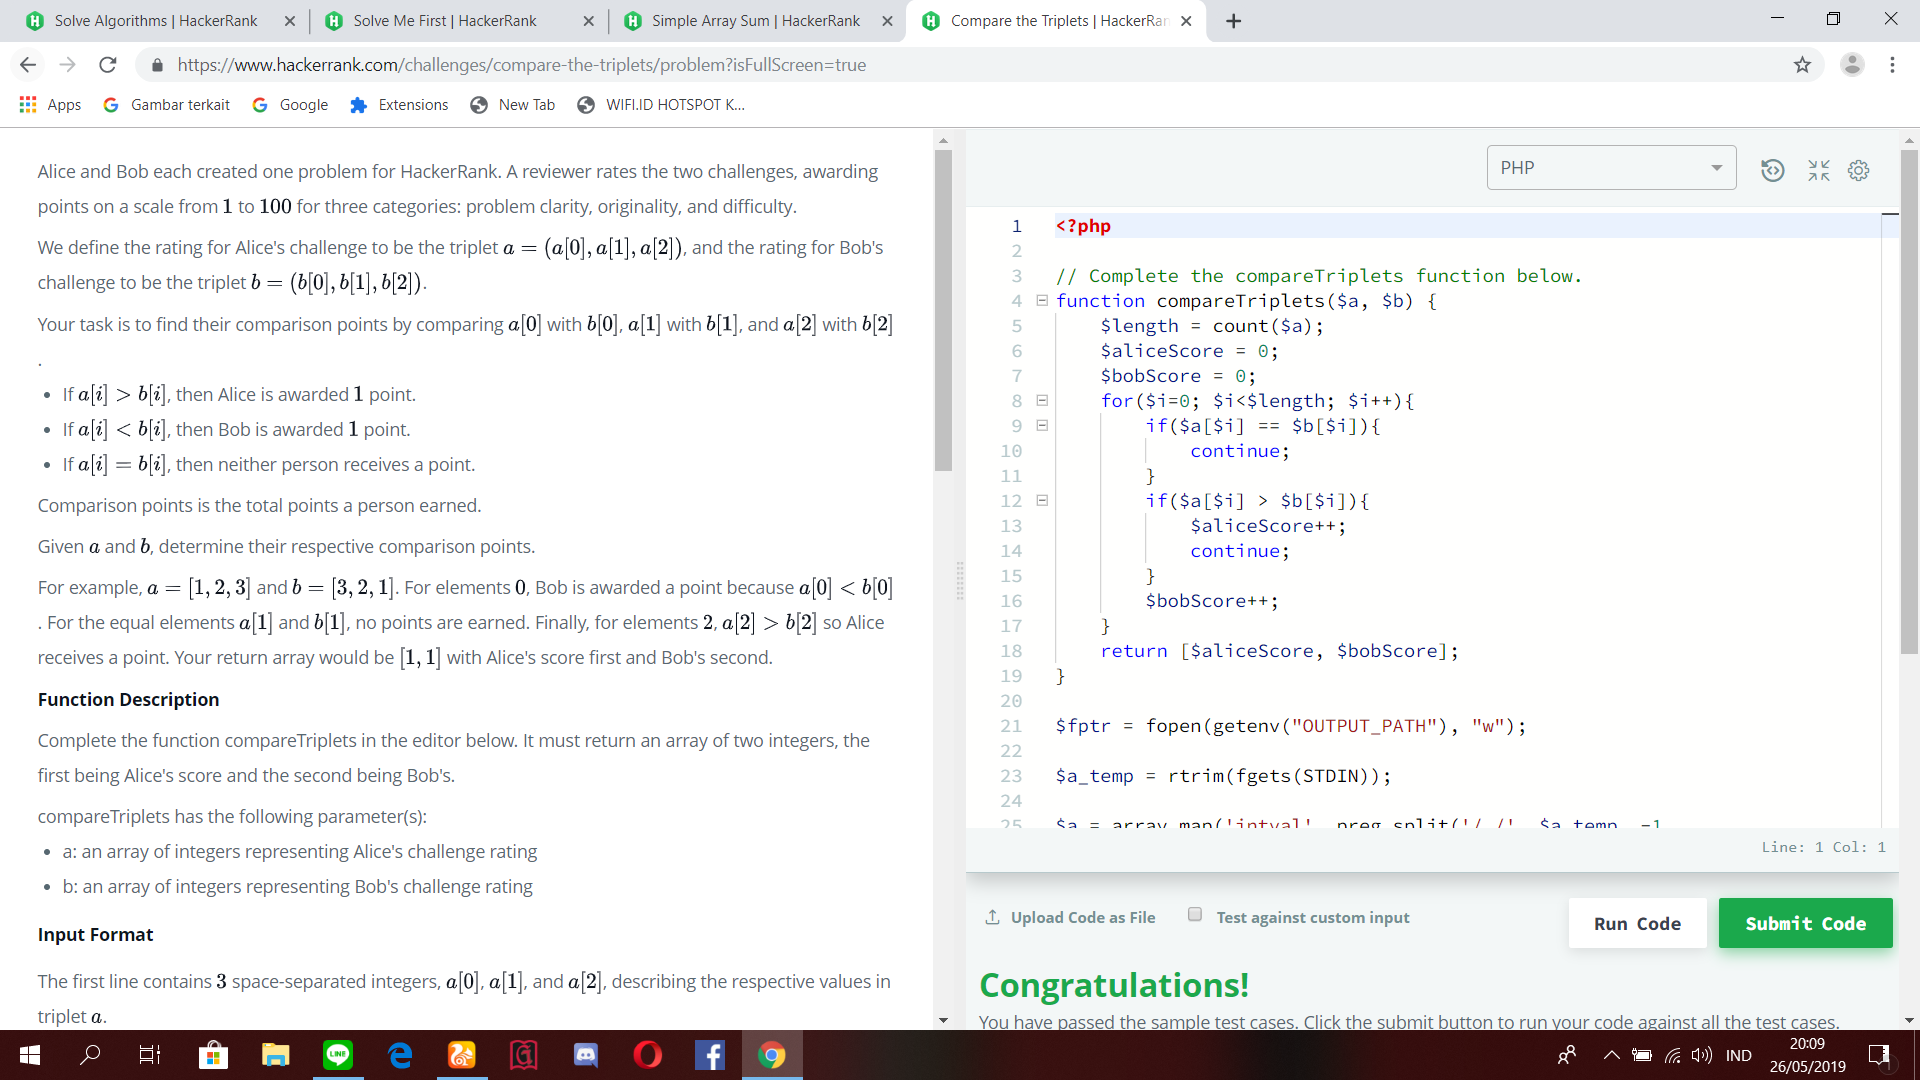 Solve Algorithms | HackerRank
Solve Me First | HackerRank
Simple Array Sum | HackerRank
Compare the Triplets | HackerRan
https://www.hackerrank.com/challenges/compare-the-triplets/problem?isFullScreen=true
Apps
Gambar terkait
Google
Extensions
New Tab
WIFI.ID HOTSPOT K...
Alice and Bob each created one problem for HackerRank. A reviewer rates the two challenges, awarding
points on a scale from 1 to 100 for three categories: problem clarity, originality, and difficulty.
We define the rating for Alice's challenge to be the triplet a = (a[0], a[1], a[2]), and the rating for Bob's
challenge to be the triplet b = (b[0], b[1], b[2]).
Your task is to find their comparison points by comparing a[0] with b[0], a[1] with b[1], and a[2] with b[2]
.
• If a[i] > b[i], then Alice is awarded 1 point.
• If a[i] < b[i], then Bob is awarded 1 point.
• If a[i] = b[i], then neither person receives a point.
Comparison points is the total points a person earned.
Given a and b, determine their respective comparison points.
For example, a = [1, 2, 3] and b = [3, 2, 1]. For elements 0, Bob is awarded a point because a[0] < b[0]
. For the equal elements a[1] and b[1], no points are earned. Finally, for elements 2, a[2] > b[2] so Alice
receives a point. Your return array would be [1, 1] with Alice's score first and Bob's second.
Function Description
Complete the function compareTriplets in the editor below. It must return an array of two integers, the
first being Alice's score and the second being Bob's.
compareTriplets has the following parameter(s):
• a: an array of integers representing Alice's challenge rating
• b: an array of integers representing Bob's challenge rating
Input Format
The first line contains 3 space-separated integers, a[0], a[1], and a[2], describing the respective values in
triplet a.
PHP
1 <?php
2
3 // Complete the compareTriplets function below.
4 function compareTriplets($a, $b) {
5     $length = count($a);
6     $aliceScore = 0;
7     $bobScore = 0;
8     for($i=0; $i<$length; $i++){
9         if($a[$i] == $b[$i]){
10             continue;
11         }
12         if($a[$i] > $b[$i]){
13             $aliceScore++;
14             continue;
15         }
16         $bobScore++;
17     }
18     return [$aliceScore, $bobScore];
19 }
20
21 $fptr = fopen(getenv("OUTPUT_PATH"), "w");
22
23 $a_temp = rtrim(fgets(STDIN));
24
25 $a = array_map('intval', preg_split('/ /', $a_temp, -1
Line: 1 Col: 1
Upload Code as File
Test against custom input
Run Code
Submit Code
Congratulations!
You have passed the sample test cases. Click the submit button to run your code against all the test cases.
LINE
IND
20:09
26/05/2019
1